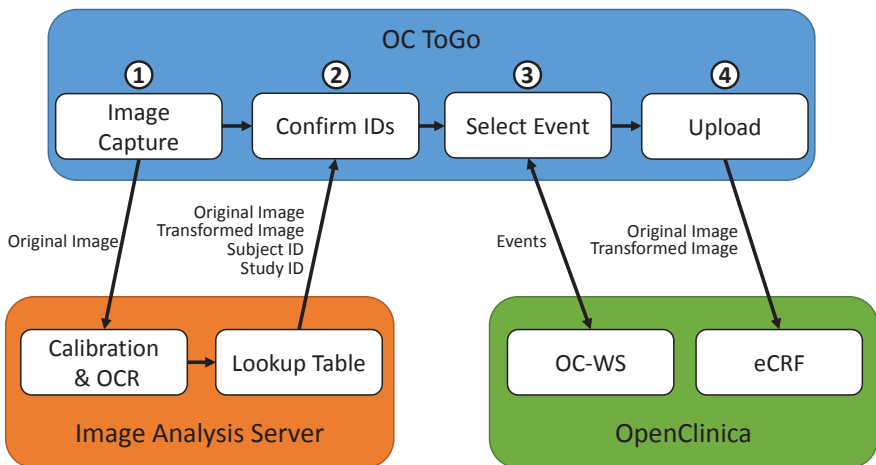 OC ToGo
1
2
3
4
Image
Capture
Confirm IDs
Select Event
Upload
Original Image
Original Image
Transformed Image
Subject ID
Study ID
Events
Original Image
Transformed Image
Calibration
& OCR
Lookup Table
OC-WS
eCRF
Image Analysis Server
OpenClinica